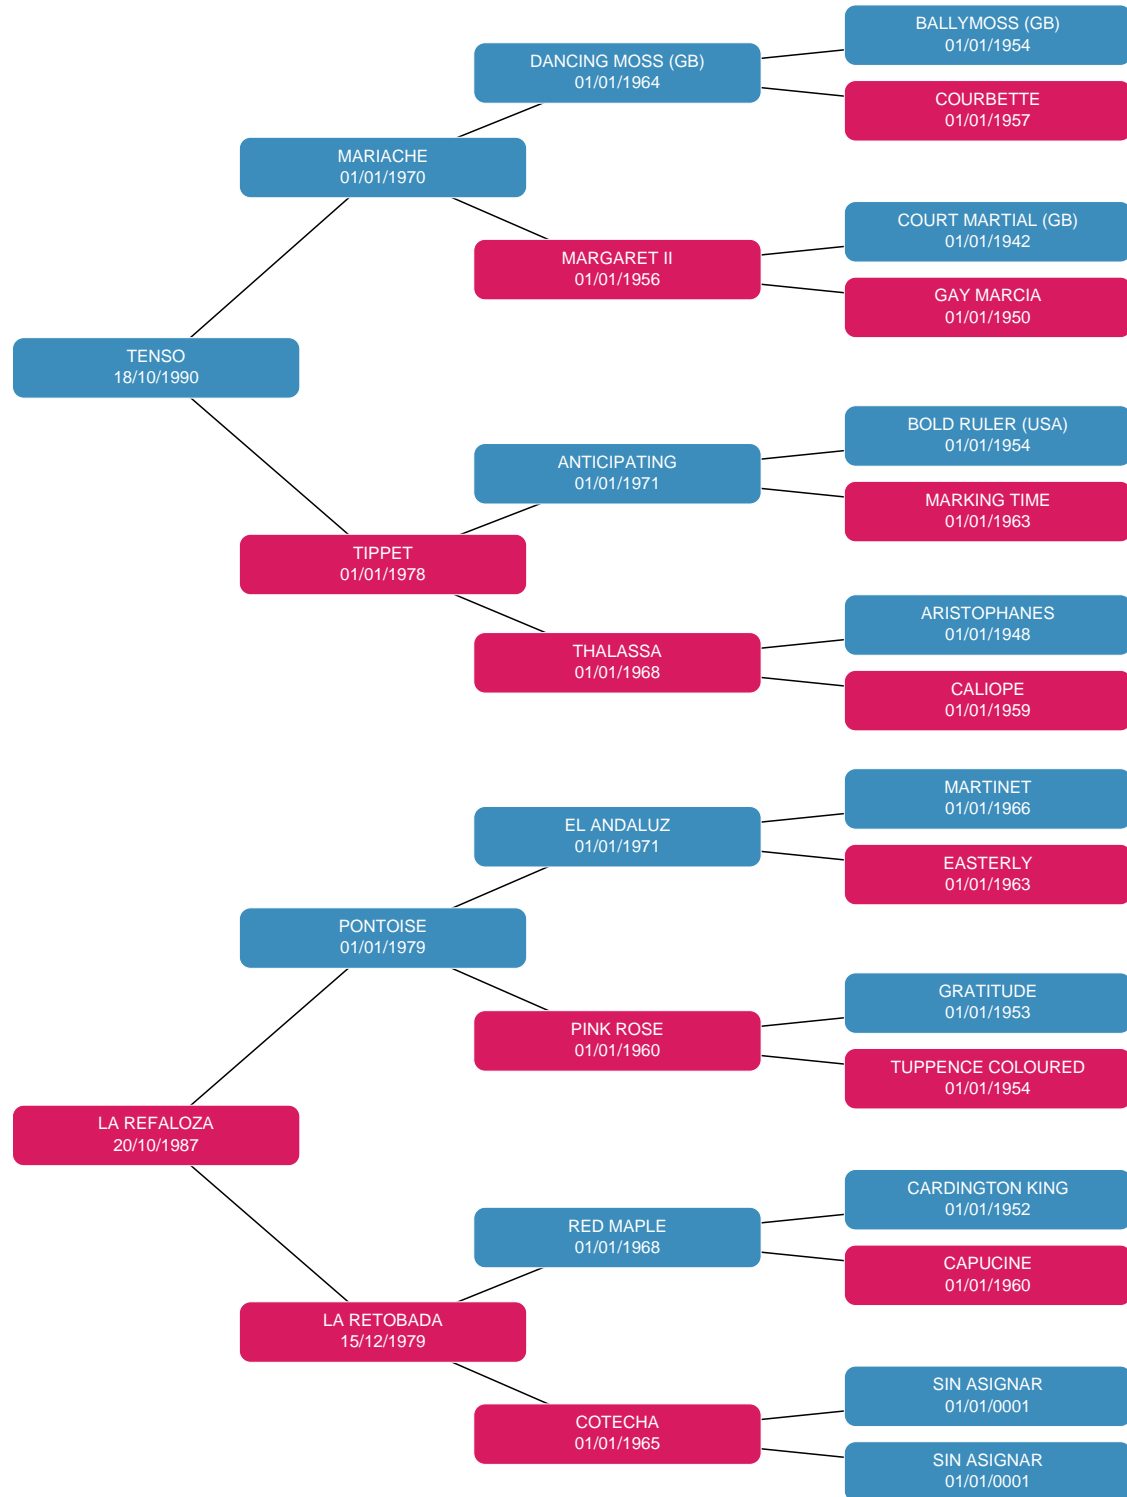 BALLYMOSS (GB)
01/01/1954
DANCING MOSS (GB)
01/01/1964
COURBETTE
01/01/1957
MARIACHE
01/01/1970
COURT MARTIAL (GB)
01/01/1942
MARGARET II
01/01/1956
GAY MARCIA
01/01/1950
TENSO
18/10/1990
BOLD RULER (USA)
01/01/1954
ANTICIPATING
01/01/1971
MARKING TIME
01/01/1963
TIPPET
01/01/1978
ARISTOPHANES
01/01/1948
THALASSA
01/01/1968
CALIOPE
01/01/1959
MARTINET
01/01/1966
EL ANDALUZ
01/01/1971
EASTERLY
01/01/1963
PONTOISE
01/01/1979
GRATITUDE
01/01/1953
PINK ROSE
01/01/1960
TUPPENCE COLOURED
01/01/1954
LA REFALOZA
20/10/1987
CARDINGTON KING
01/01/1952
RED MAPLE
01/01/1968
CAPUCINE
01/01/1960
LA RETOBADA
15/12/1979
SIN ASIGNAR
01/01/0001
COTECHA
01/01/1965
SIN ASIGNAR
01/01/0001